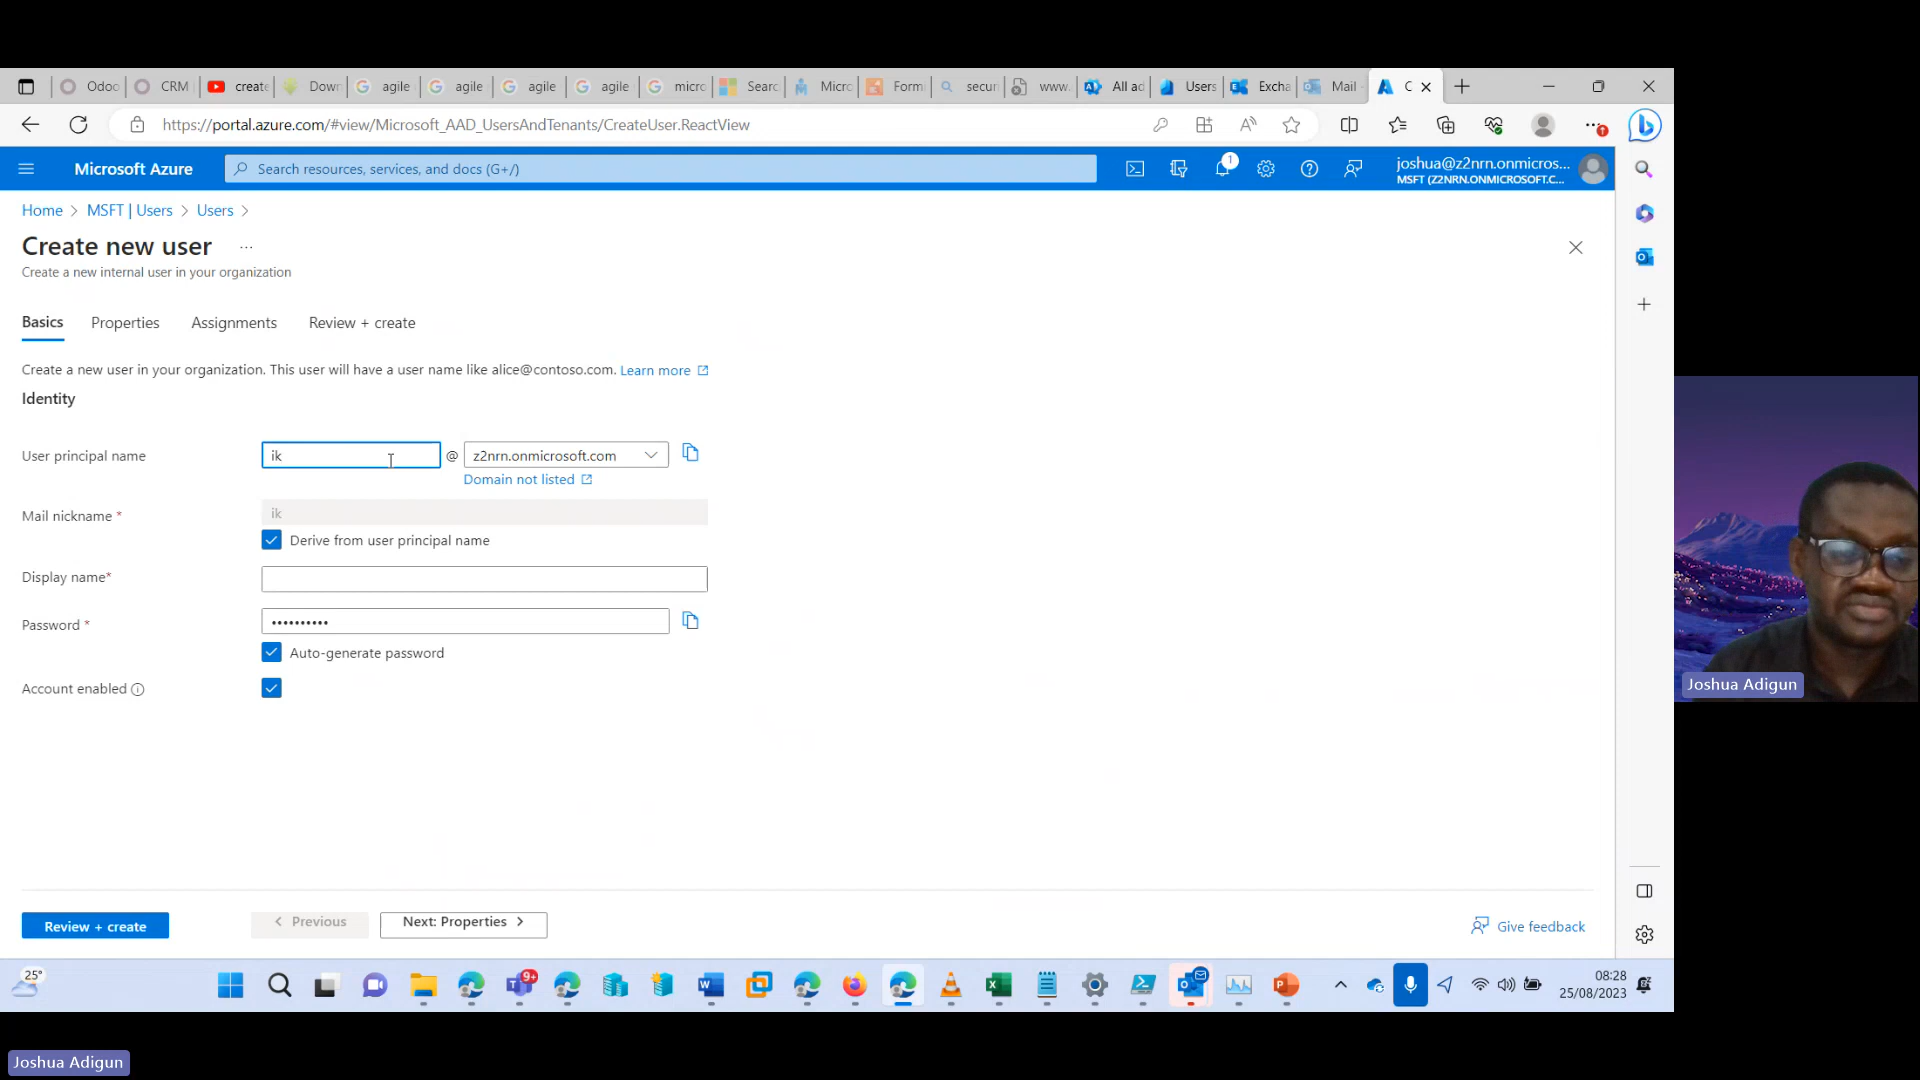 Odoo
CRM
create
Down
agile
agile
agile
agile
micro
Searc
Micro
Form
secur
www.
All ad
Users
Excha
Mail -
C
https://portal.azure.com/#view/Microsoft_AAD_UsersAndTenants/CreateUser.ReactView
Microsoft Azure
Search resources, services, and docs (G+/)
1
joshua@z2nrn.onmicros...
MSFT (Z2NRN.ONMICROSOFT.C...
Home > MSFT | Users > Users >
Create new user ...
Create a new internal user in your organization
Basics Properties Assignments Review + create
Create a new user in your organization. This user will have a user name like alice@contoso.com. Learn more
Identity
User principal name
ik @ z2nrn.onmicrosoft.com
Domain not listed
Mail nickname *
ik
Derive from user principal name
Display name*
Password *
••••••••••
Auto-generate password
Account enabled
Review + create
< Previous
Next: Properties >
Give feedback
Joshua Adigun
25°
9+
08:28
25/08/2023
Joshua Adigun